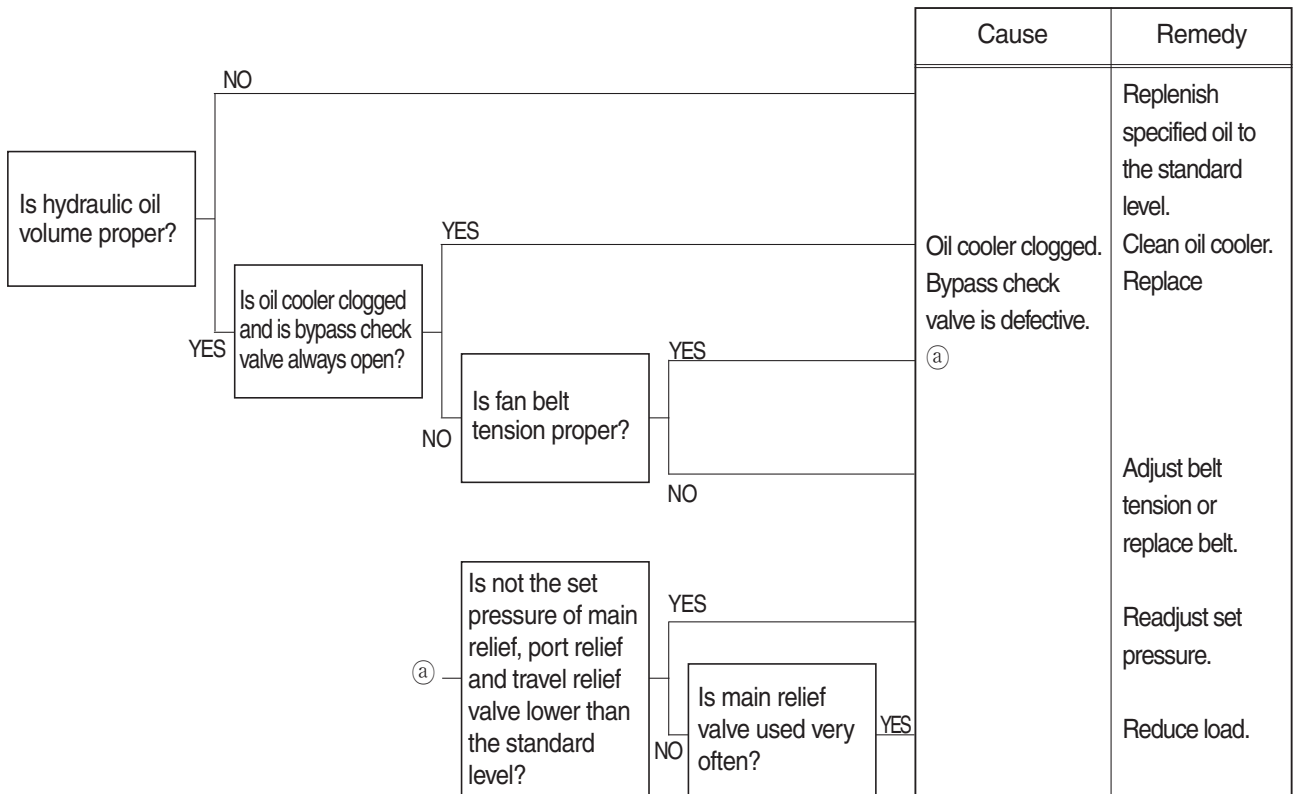 Cause
Remedy
NO
Replenish
specified oil to
the standard
level.
Is hydraulic oil
volume proper?
YES
Oil cooler clogged.
Clean oil cooler.
Is oil cooler clogged
and is bypass check
valve always open?
YES
Bypass check
valve is defective.
Replace
YES
ⓐ
Is fan belt
tension proper?
NO
NO
Adjust belt
tension or
replace belt.
ⓐ
Is not the set
pressure of main
relief, port relief
and travel relief
valve lower than
the standard
level?
YES
Readjust set
pressure.
NO
Is main relief
valve used very
often?
YES
Reduce load.